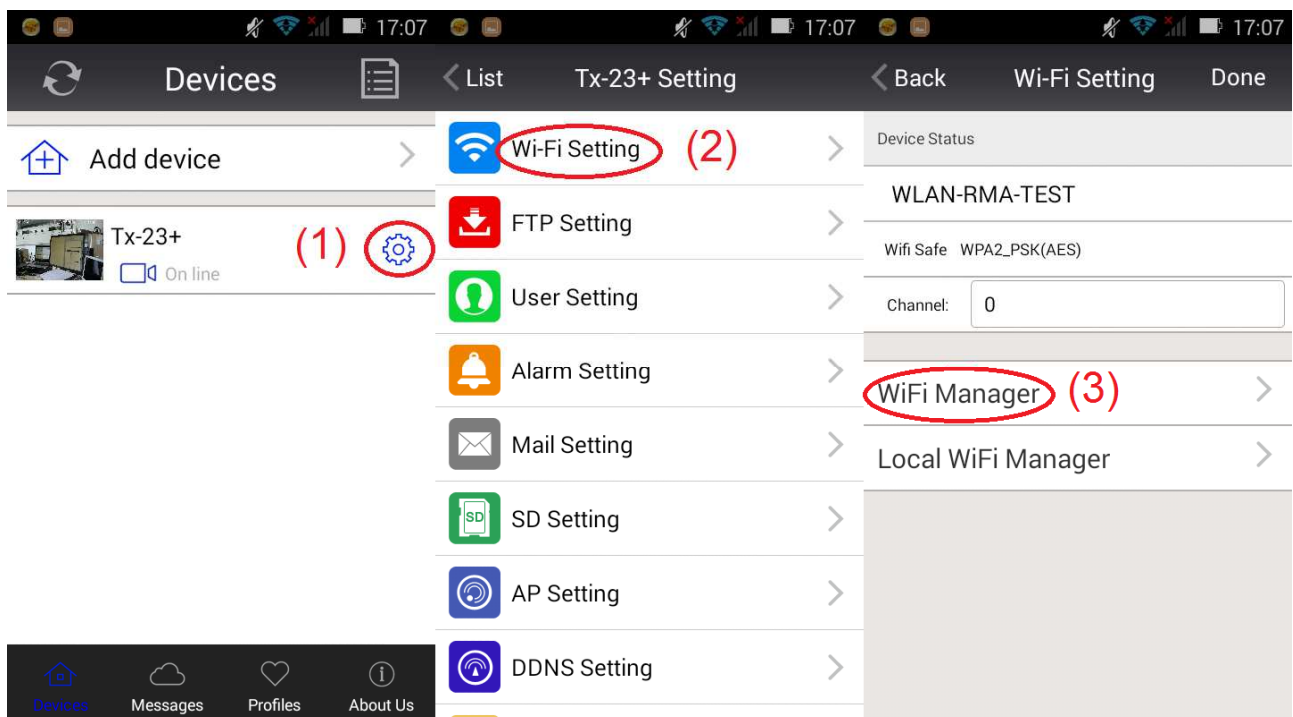 17:07
Devices
Add device
Tx-23+
(1)
On line
Devices
Messages
Profiles
About Us
17:07
List
Tx-23+ Setting
Wi-Fi Setting
(2)
FTP Setting
User Setting
Alarm Setting
Mail Setting
SD
SD Setting
AP Setting
DDNS Setting
17:07
Back
Wi-Fi Setting
Done
Device Status
WLAN-RMA-TEST
Wifi Safe WPA2_PSK(AES)
Channel: 0
WiFi Manager
(3)
Local WiFi Manager